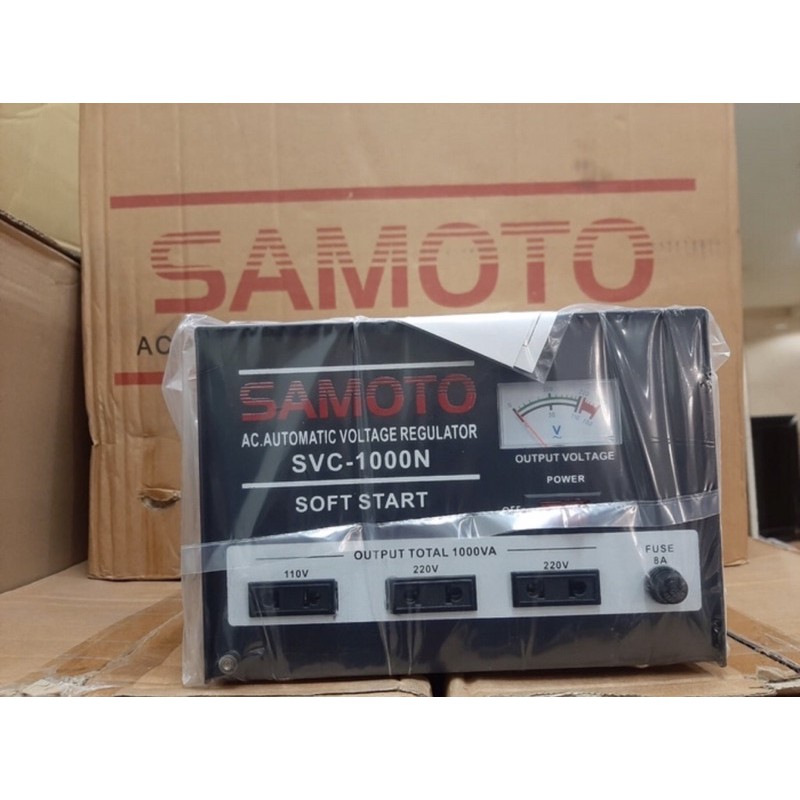 SAMOTO
AC
SAMOTO
AC.AUTOMATIC VOLTAGE REGULATOR
SVC-1000N
SOFT START
V
OUTPUT VOLTAGE
POWER
OFF
OUTPUT TOTAL 1000VA
110V
220V
220V
FUSE
8A